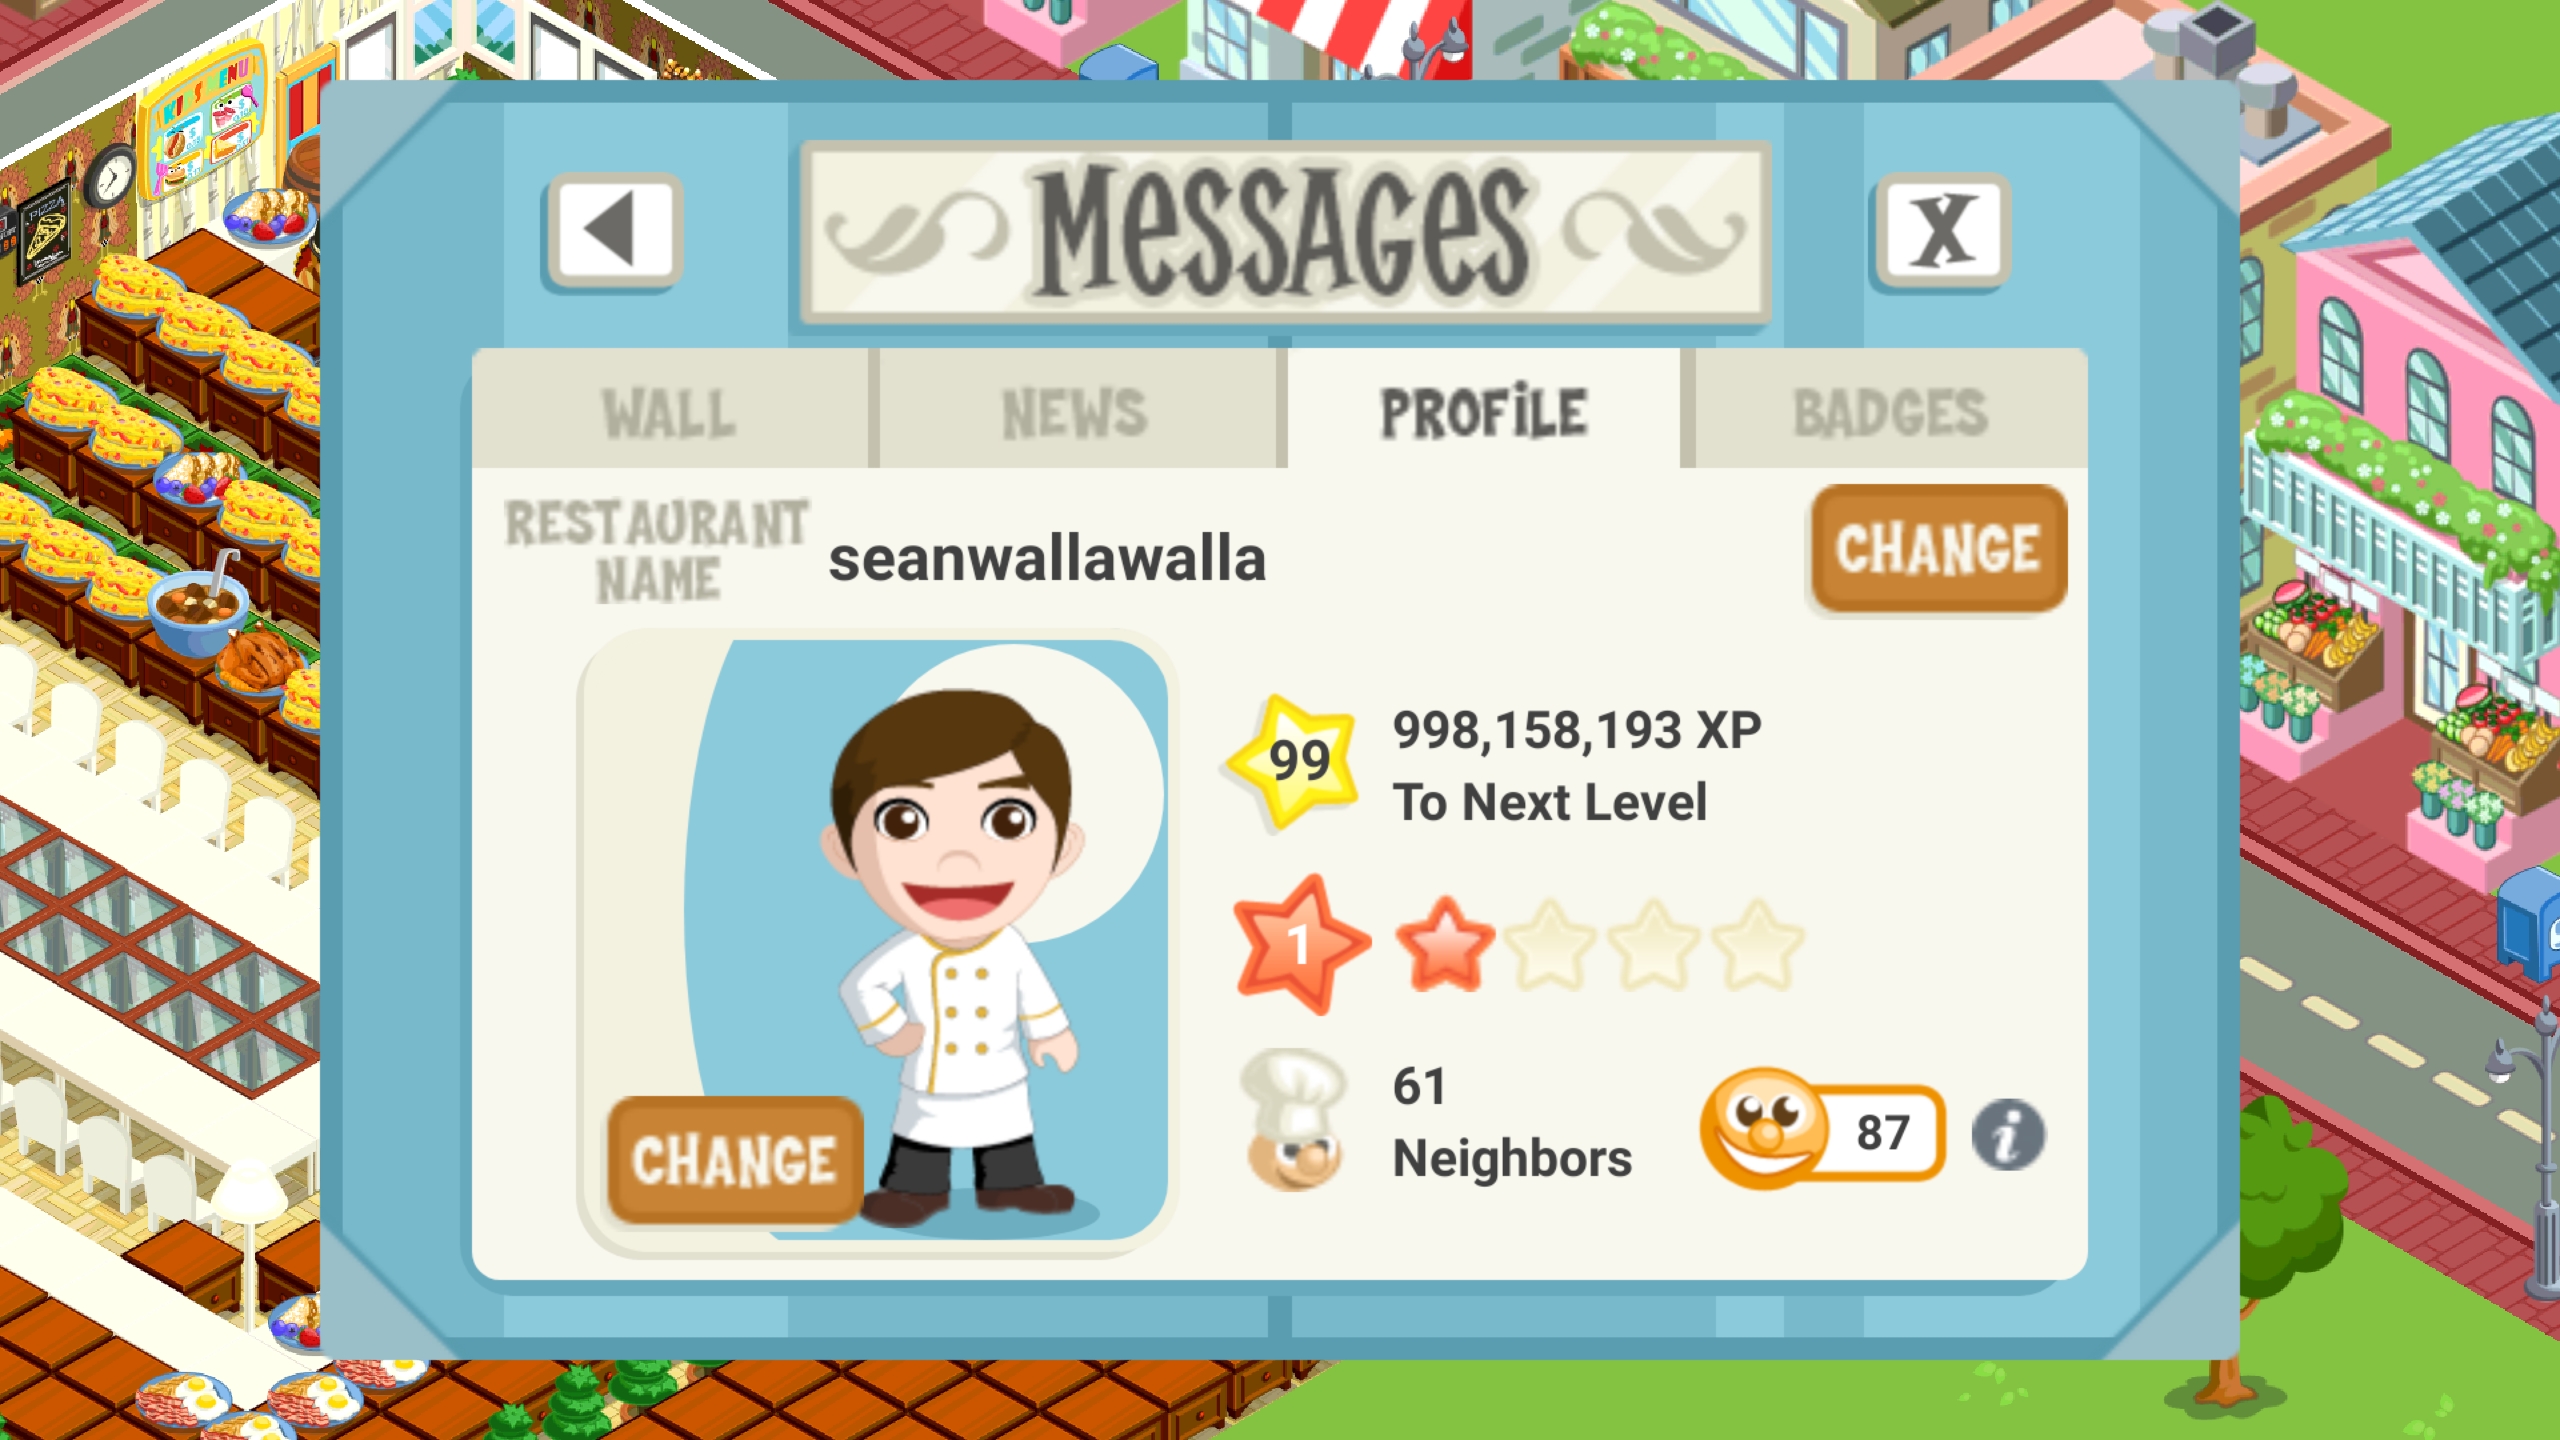 MESSAGES
X
WALL
NEWS
PROFILE
BADGES
RESTAURANT
NAME
seanwallawalla
CHANGE
99
998,158,193 XP
To Next Level
1
61
Neighbors
87
i
CHANGE
PIZZA